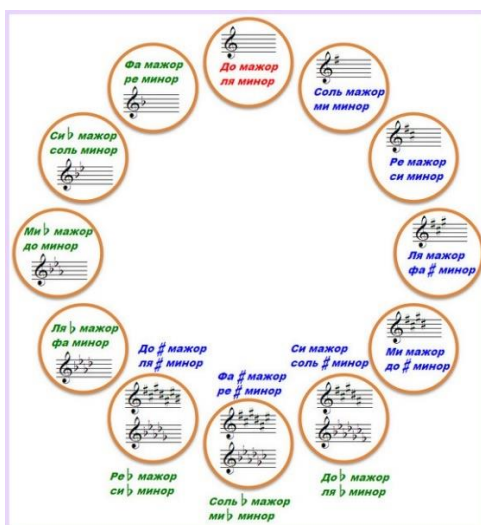 До мажор
ля минор
Соль мажор
ми минор
Ре мажор
си минор
Ля мажор
фа ♯ минор
Ми мажор
до ♯ минор
Си мажор
соль ♯ минор
До ♭ мажор
ля ♭ минор
Фа ♯ мажор
ре ♯ минор
Соль ♭ мажор
ми ♭ минор
До ♯ мажор
ля ♯ минор
Ре ♭ мажор
си ♭ минор
Ля ♭ мажор
фа минор
Ми ♭ мажор
до минор
Си ♭ мажор
соль минор
Фа мажор
ре минор